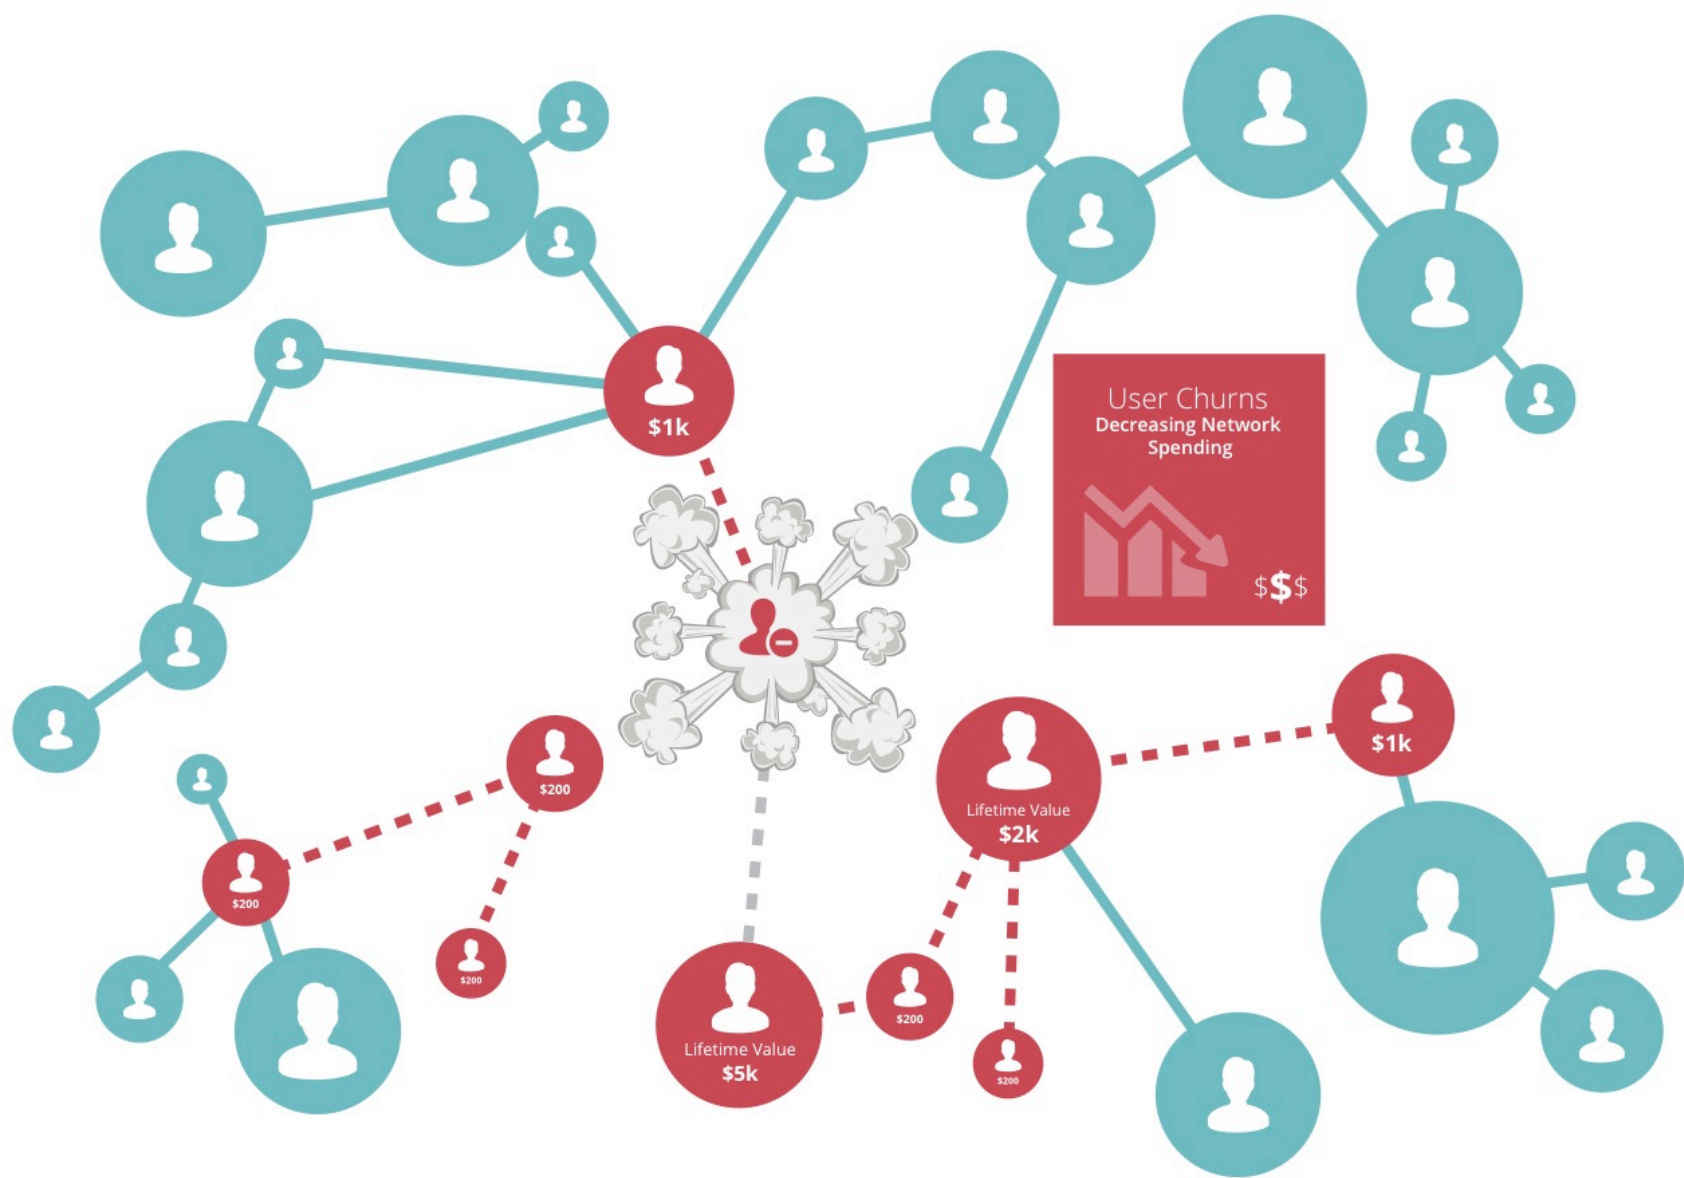 $1k
User Churns
Decreasing Network
Spending
$$$
$200
Lifetime Value
$2k
$1k
$200
$200
Lifetime Value
$5k
$200
$200